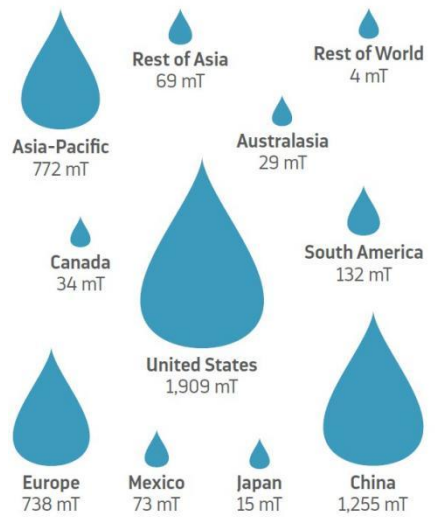 Rest of Asia
69 mT
Rest of World
4 mT
Asia-Pacific
772 mT
Australasia
29 mT
Canada
34 mT
South America
132 mT
United States
1,909 mT
Europe
738 mT
Mexico
73 mT
Japan
15 mT
China
1,255 mT